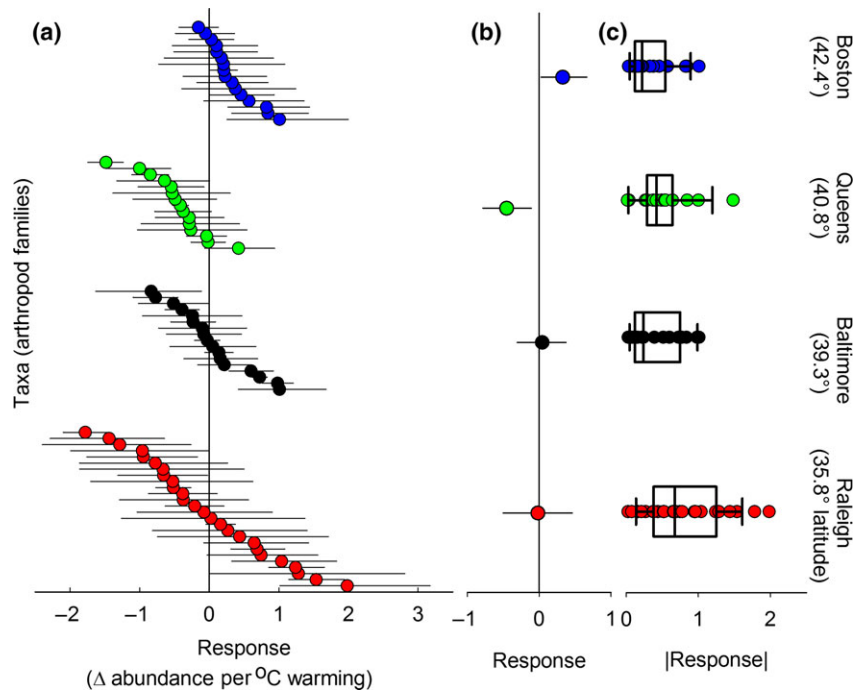 (a)
(b)
(c)
Taxa (arthropod families)
Boston
(42.4°)
Queens
(40.8°)
Baltimore
(39.3°)
Raleigh
(35.8° latitude)
−2 −1 0 1 2 3
−1 0 1
0 1 2
Response
(Δ abundance per °C warming)
Response
|Response|